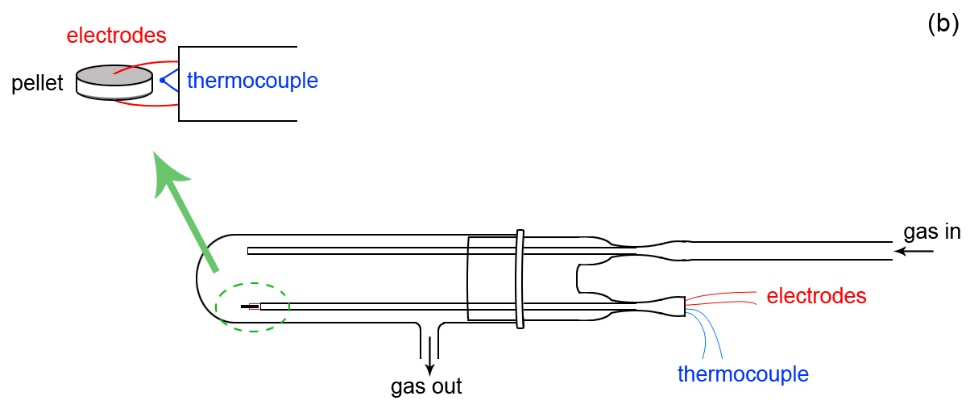 (b)
electrodes
pellet
thermocouple
gas in
electrodes
thermocouple
gas out